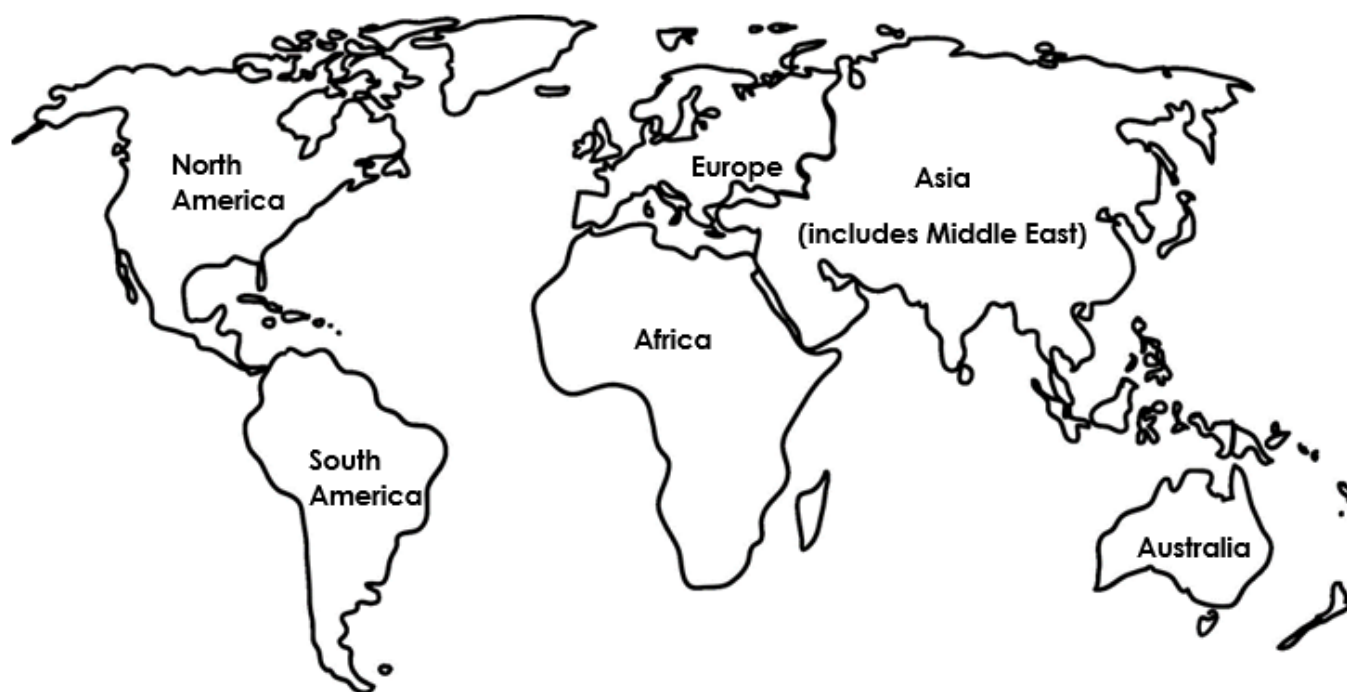 North
America
Europe
Asia
(includes Middle East)
Africa
South
America
Australia